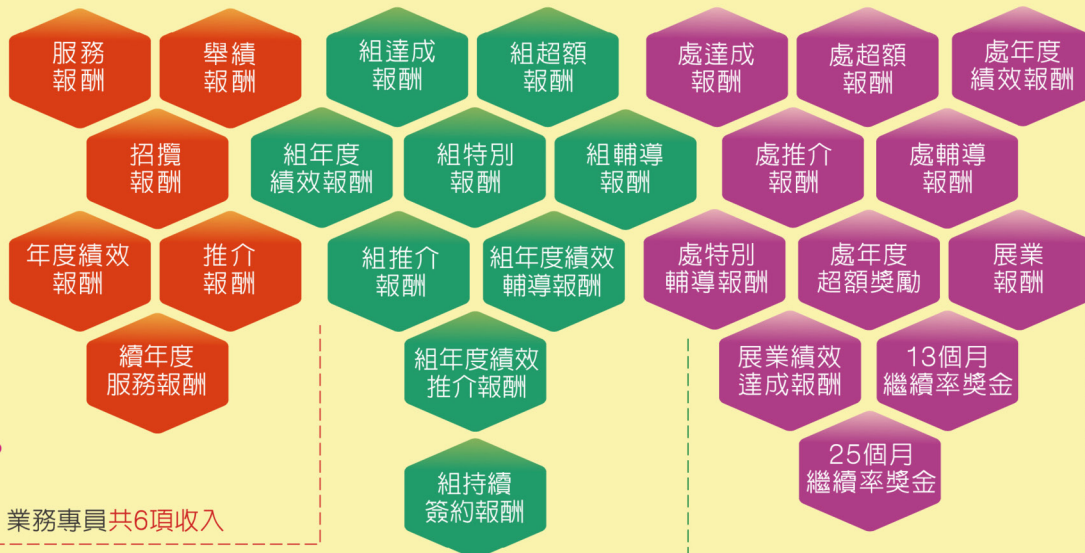 服務
報酬
舉績
報酬
招攬
報酬
年度績效
報酬
推介
報酬
續年度
服務報酬
業務專員共6項收入
組達成
報酬
組超額
報酬
組年度
績效報酬
組特別
報酬
組輔導
報酬
組推介
報酬
組年度績效
輔導報酬
組年度績效
推介報酬
組持續
簽約報酬
處達成
報酬
處超額
報酬
處年度
績效報酬
處推介
報酬
處輔導
報酬
處特別
輔導報酬
處年度
超額獎勵
展業
報酬
展業績效
達成報酬
13個月
繼續率獎金
25個月
繼續率獎金